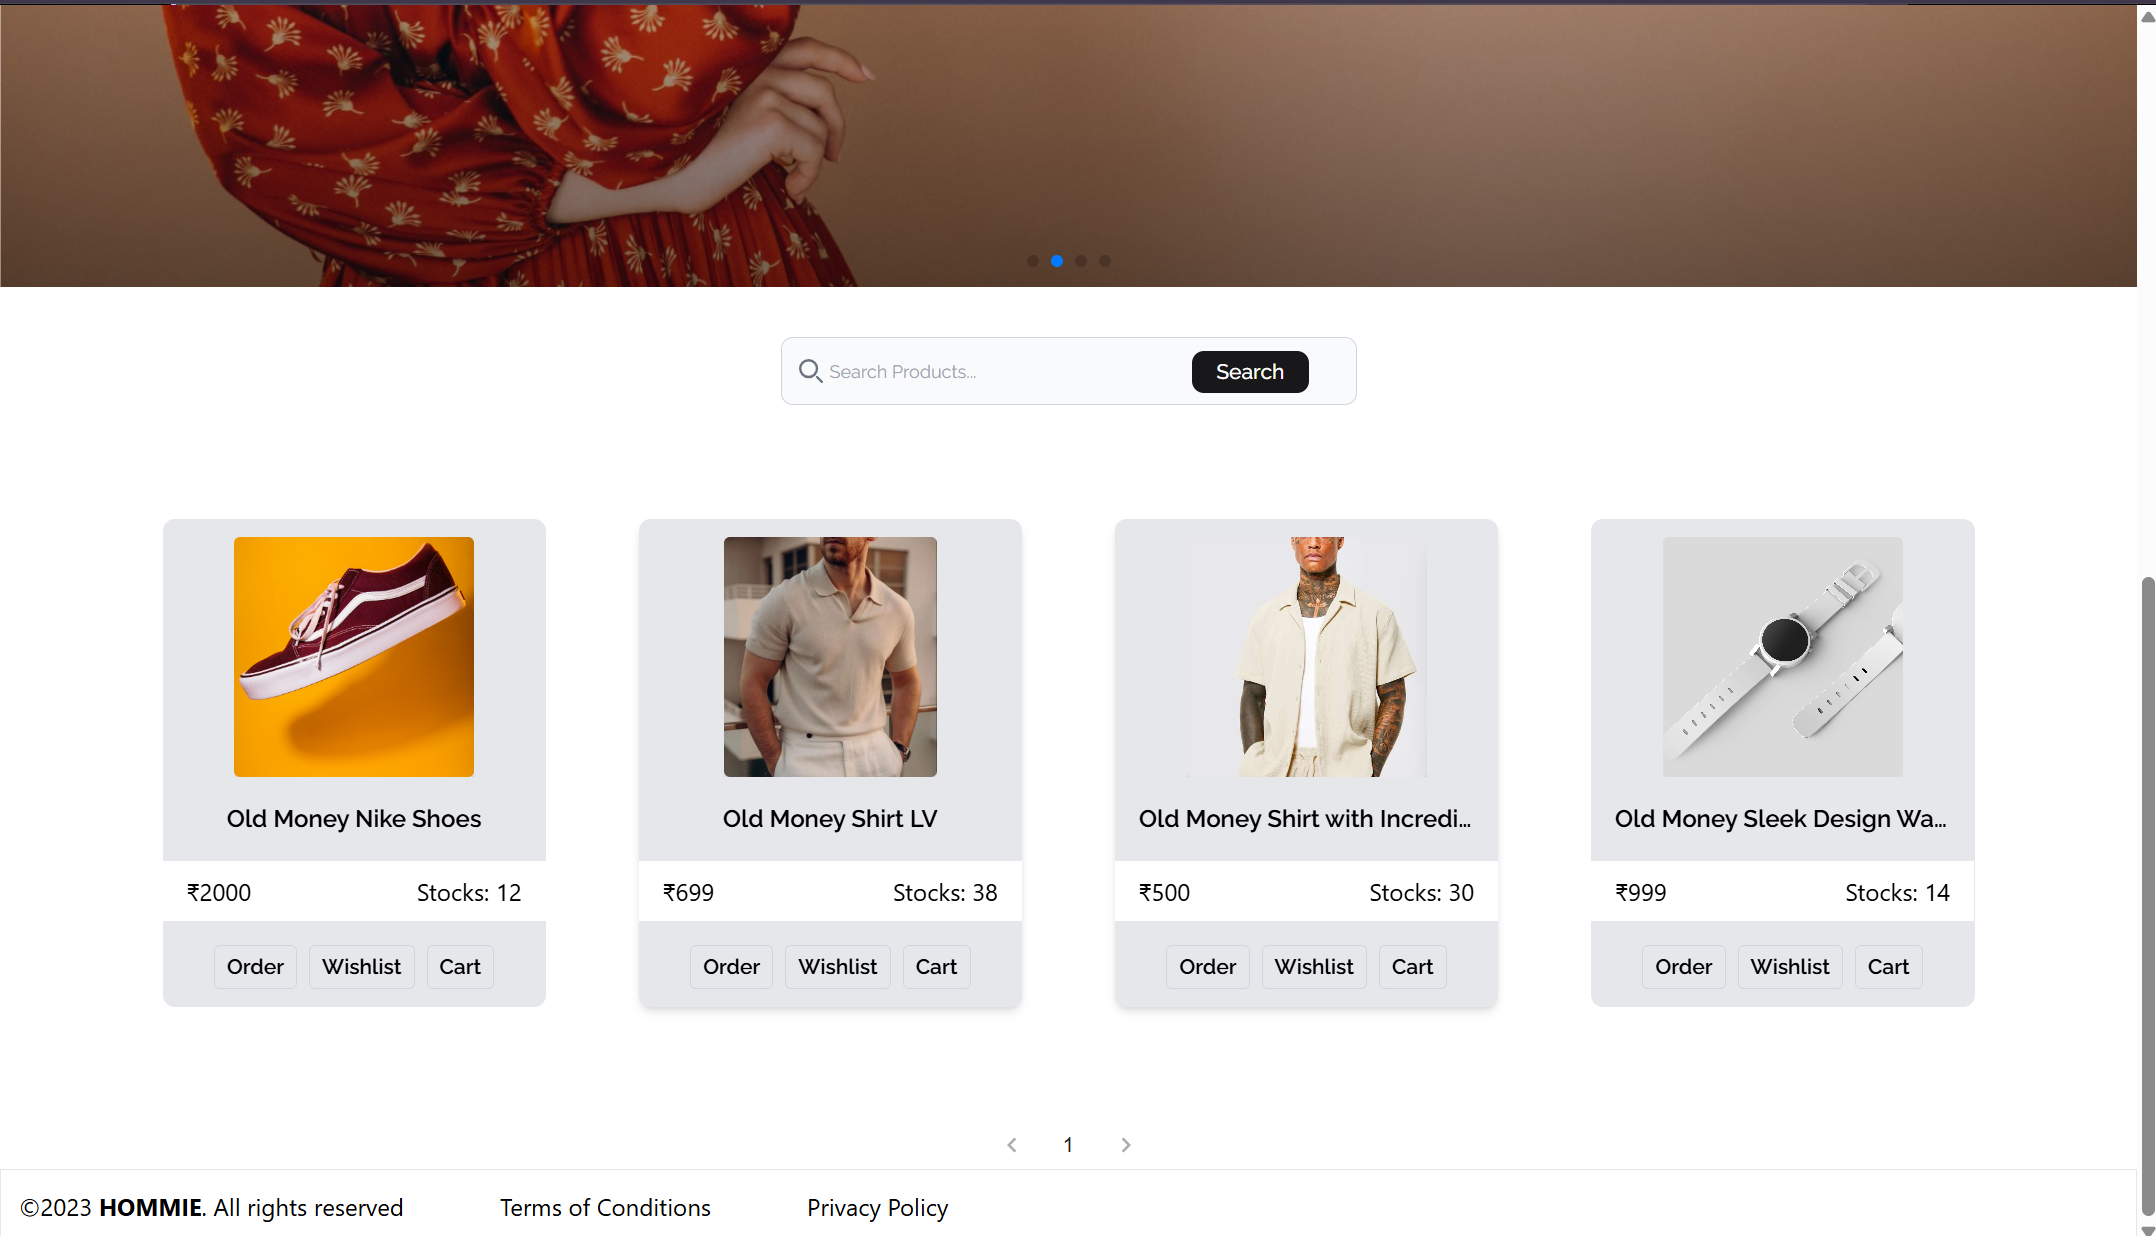 Search Products...
Search
Old Money Nike Shoes
₹2000
Stocks: 12
Order
Wishlist
Cart
Old Money Shirt LV
₹699
Stocks: 38
Order
Wishlist
Cart
Old Money Shirt with Incredi...
₹500
Stocks: 30
Order
Wishlist
Cart
Old Money Sleek Design Wa...
₹999
Stocks: 14
Order
Wishlist
Cart
1
©2023 HOMMIE. All rights reserved
Terms of Conditions
Privacy Policy